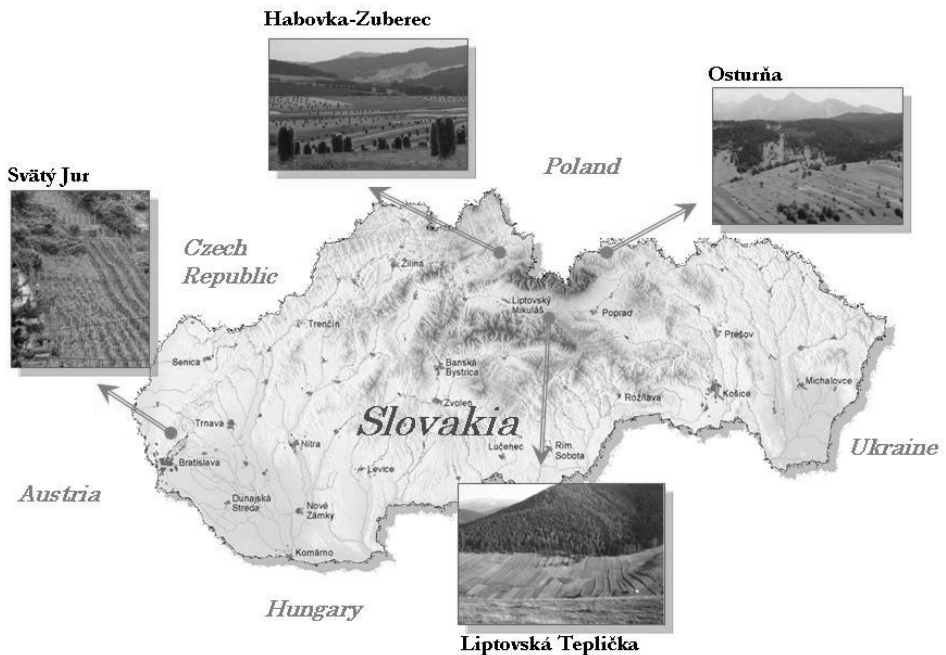 Habovka-Zuberec
Osturňa
Poland
Svätý Jur
Czech
Republic
Žilina
Liptovský
Mikuláš
Poprad
Trenčín
Prešov
Senica
Banská
Bystrica
Michalovce
Košice
Rožňava
Zvolen
Slovakia
Trnava
Nitra
Lučenec
Rim
Sobota
Ukraine
Bratislava
Levice
Austria
Dunajská
Streda
Nové
Zámky
Komárno
Hungary
Liptovská Teplička